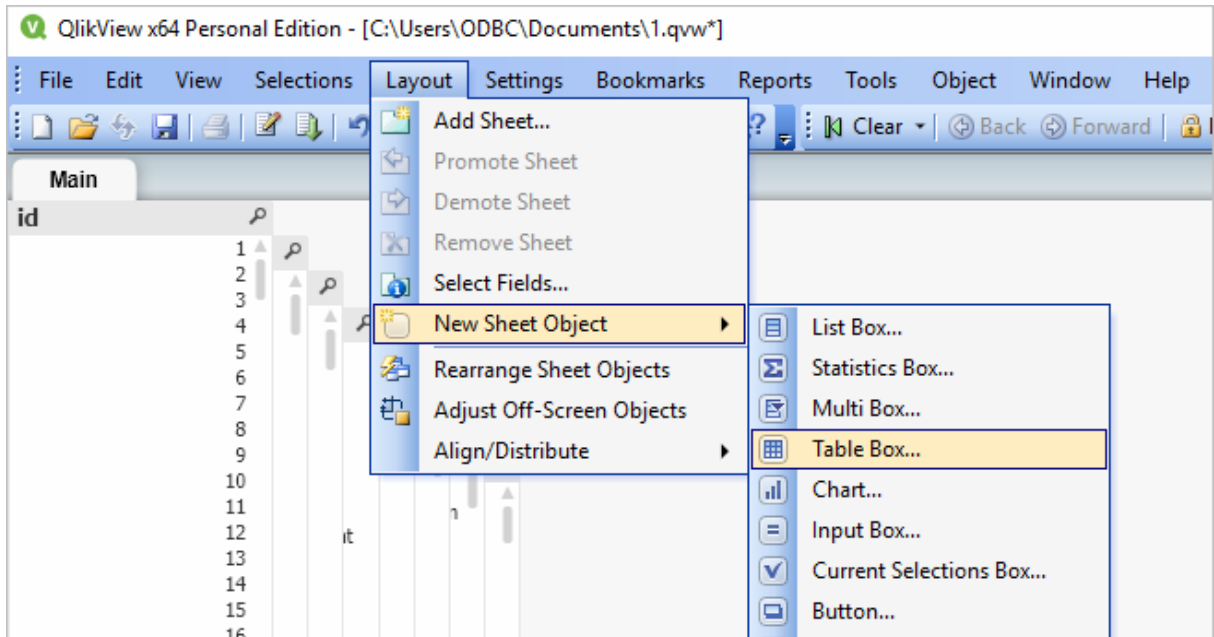 QlikView x64 Personal Edition - [C:\Users\ODBC\Documents\1.qvw*]
File Edit View Selections Layout Settings Bookmarks Reports Tools Object Window Help
Clear Back Forward
Main
id
Add Sheet...
Promote Sheet
Demote Sheet
Remove Sheet
Select Fields...
New Sheet Object
Rearrange Sheet Objects
Adjust Off-Screen Objects
Align/Distribute
List Box...
Statistics Box...
Multi Box...
Table Box...
Chart...
Input Box...
Current Selections Box...
Button...
1
2
3
4
5
6
7
8
9
10
11
12
13
14
15
16